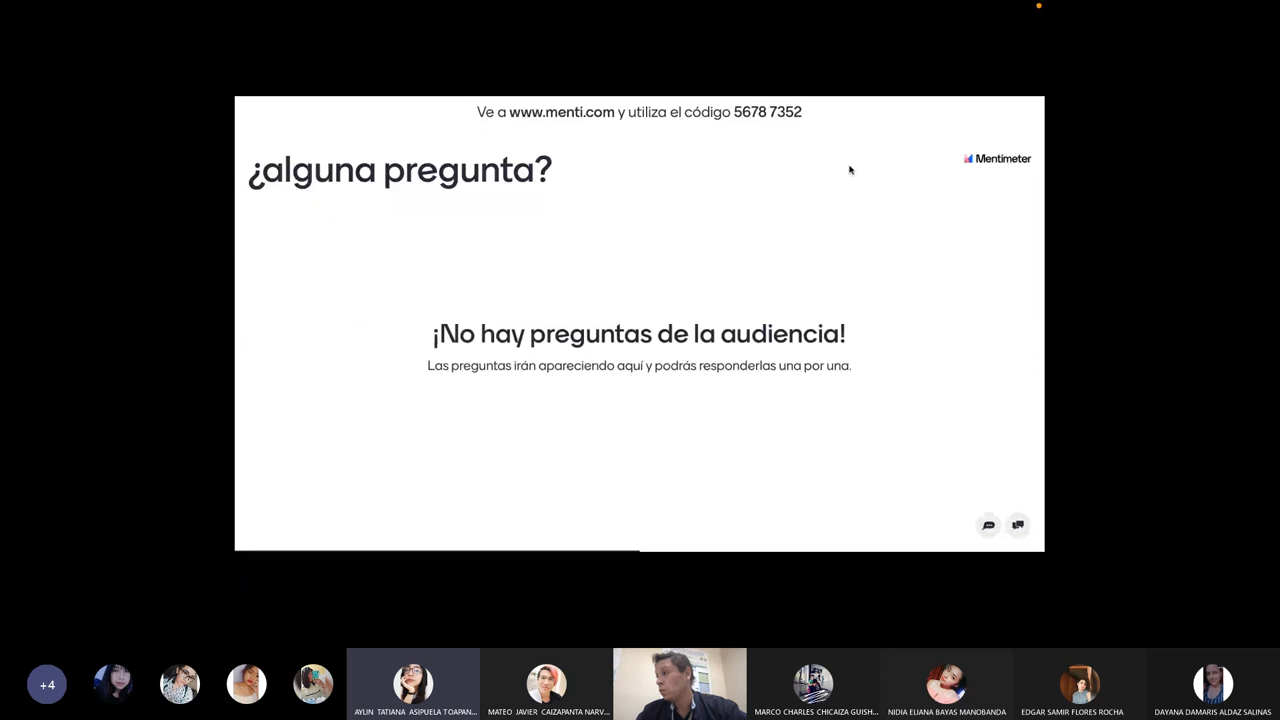 Ve a www.menti.com y utiliza el código 5678 7352
¿alguna pregunta?
Mentimeter
¡No hay preguntas de la audiencia!
Las preguntas irán apareciendo aquí y podrás responderlas una por una.
+4
AYLIN TATIANA ASIPUELA TOAPAN...
MATEO JAVIER CAIZAPANTA NARV...
MARCO CHARLES CHICAIZA GUISH...
NIDIA ELIANA BAYAS MANOBANDA
EDGAR SAMIR FLORES ROCHA
DAYANA DAMARIS ALDAZ SALINAS